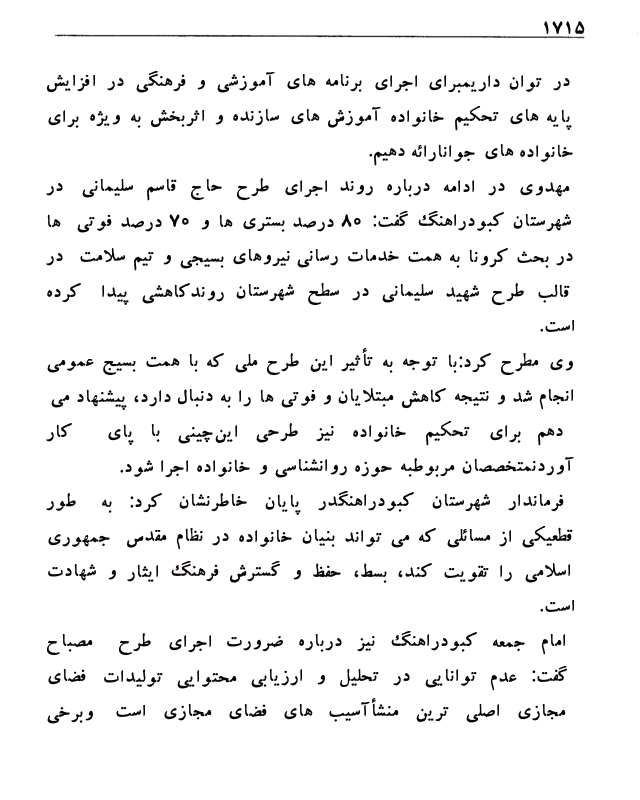 ۱۷۱۵
در توان داریمبرای اجرای برنامه های آموزشی و فرهنگی در افزایش
پایه های تحکیم خانواده آموزش های سازنده و اثربخش به ویژه برای
خانواده های جوانارائه دهیم.
مهدوی در ادامه درباره روند اجرای طرح حاج قاسم سلیمانی در
شهرستان کبودراهنگ گفت: ۸۰ درصد بستری ها و ۷۰ درصد فوتی ها
در بحث کرونا به همت خدمات رسانی نیروهای بسیجی و تیم سلامت در
قالب طرح شهید سلیمانی در سطح شهرستان روندکاهشی پیدا کرده
است.
وی مطرح کرد:با توجه به تأثیر این طرح ملی که با همت بسیج عمومی
انجام شد و نتیجه کاهش مبتلایان و فوتی ها را به دنبال دارد، پیشنهاد می
دهم برای تحکیم خانواده نیز طرحی این‌چینی با پای کار
آوردنمتخصصان مربوطبه حوزه روانشناسی و خانواده اجرا شود.
فرماندار شهرستان کبودراهنگدر پایان خاطرنشان کرد: به طور
قطعیکی از مسائلی که می تواند بنیان خانواده در نظام مقدس جمهوری
اسلامی را تقویت کند، بسط، حفظ و گسترش فرهنگ ایثار و شهادت
است.
امام جمعه کبودراهنگ نیز درباره ضرورت اجرای طرح مصباح
گفت: عدم توانایی در تحلیل و ارزیابی محتوایی تولیدات فضای
مجازی اصلی ترین منشأآسیب های فضای مجازی است وبرخی